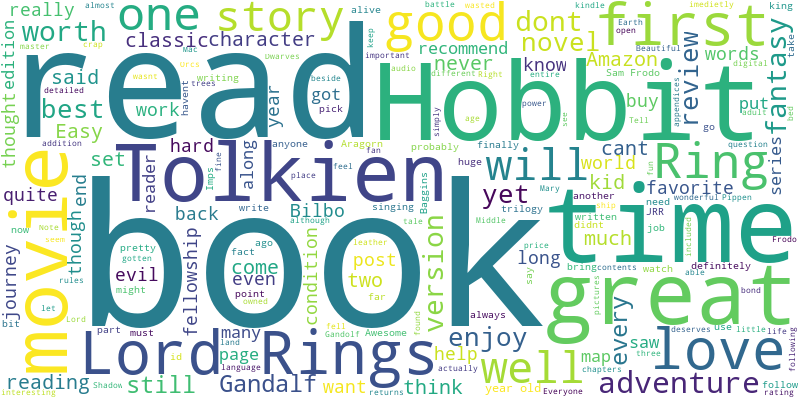 book
read
Hobbit
time
Tolkien
great
Lord Rings
movie
first
love
good
story
one
Ring
will
well
adventure
fantasy
Gandalf
enjoy
dont
novel
version
worth
classic
character
really
edition
thought
said
best
Easy
work
set
hard
reader
along
year
got
never
recommend
Amazon
know
buy
review
words
put
series
favorite
world
kid
cant
yet
much
long
every
saw
map
help
think
want
many
page
still
reading
journey
quite
though
end
evil
back
come
even
fellowship
Bilbo
condition
post
two
almost
master
crap
detailed
addition
wasnt
Mac
Orcs
havent
trees
writing
Dwarves
beside
pick
alive
battle
wasted
keep
important
audio
different
Right
entire
age
power
simply
see
kindle
Earth
open
Beautiful
imedietly
king
take
digital
adult
bed
Tell
appendices
go
question
Sam Frodo
anyone
Aragorn
fan
feel
place
probably
finally
huge
singing
tale
trilogy
Middle
Baggins
Mary
ship
another
written
didnt
fun
JRR
need
job
wonderful
Pippen
included
Frodo
definitely
bring
contents
watch
able
bond
price
say
pictures
always
found
actually
deserves
use
little
life
three
chapters
follow
rating
following
year old
Everyone
Imps
fine
write
although
ago
fact
point
owned
leather
far
fell
Gandolf
Awesome
land
language
returns
id
part
must
pretty
gotten
might
now
Note
seem
rules
bit
let
Lord
Shadow
interesting